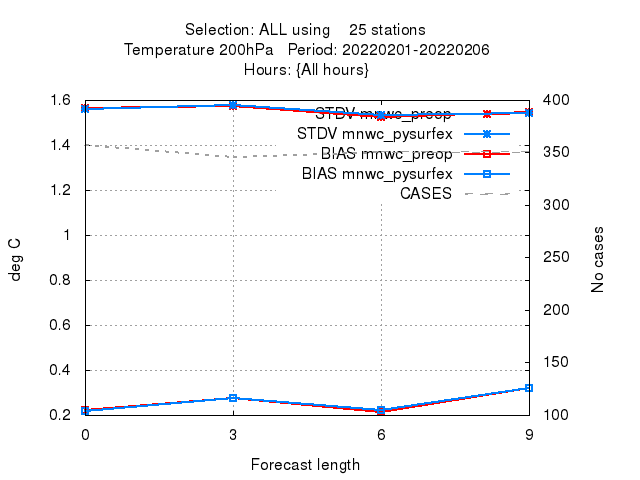 Selection: ALL using 25 stations
Temperature 200hPa Period: 20220201-20220206
Hours: {All hours}
1.6
1.4
1.2
1
0.8
0.6
0.4
0.2
400
350
300
250
200
150
100
0
3
6
9
deg C
No cases
Forecast length
STDV mnwc_preop
STDV mnwc_pysurfex
BIAS mnwc_preop
BIAS mnwc_pysurfex
CASES